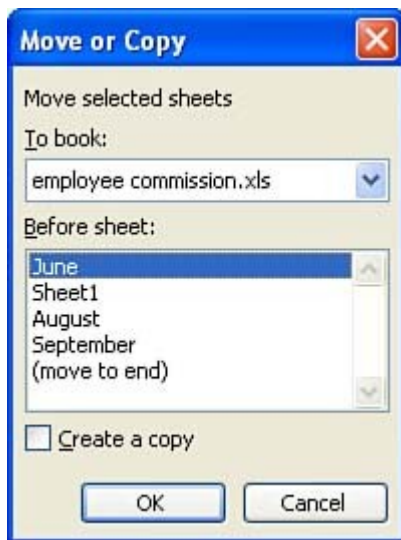 Move or Copy
Move selected sheets
To book:
employee commission.xls
Before sheet:
June
Sheet1
August
September
(move to end)
Create a copy
OK
Cancel